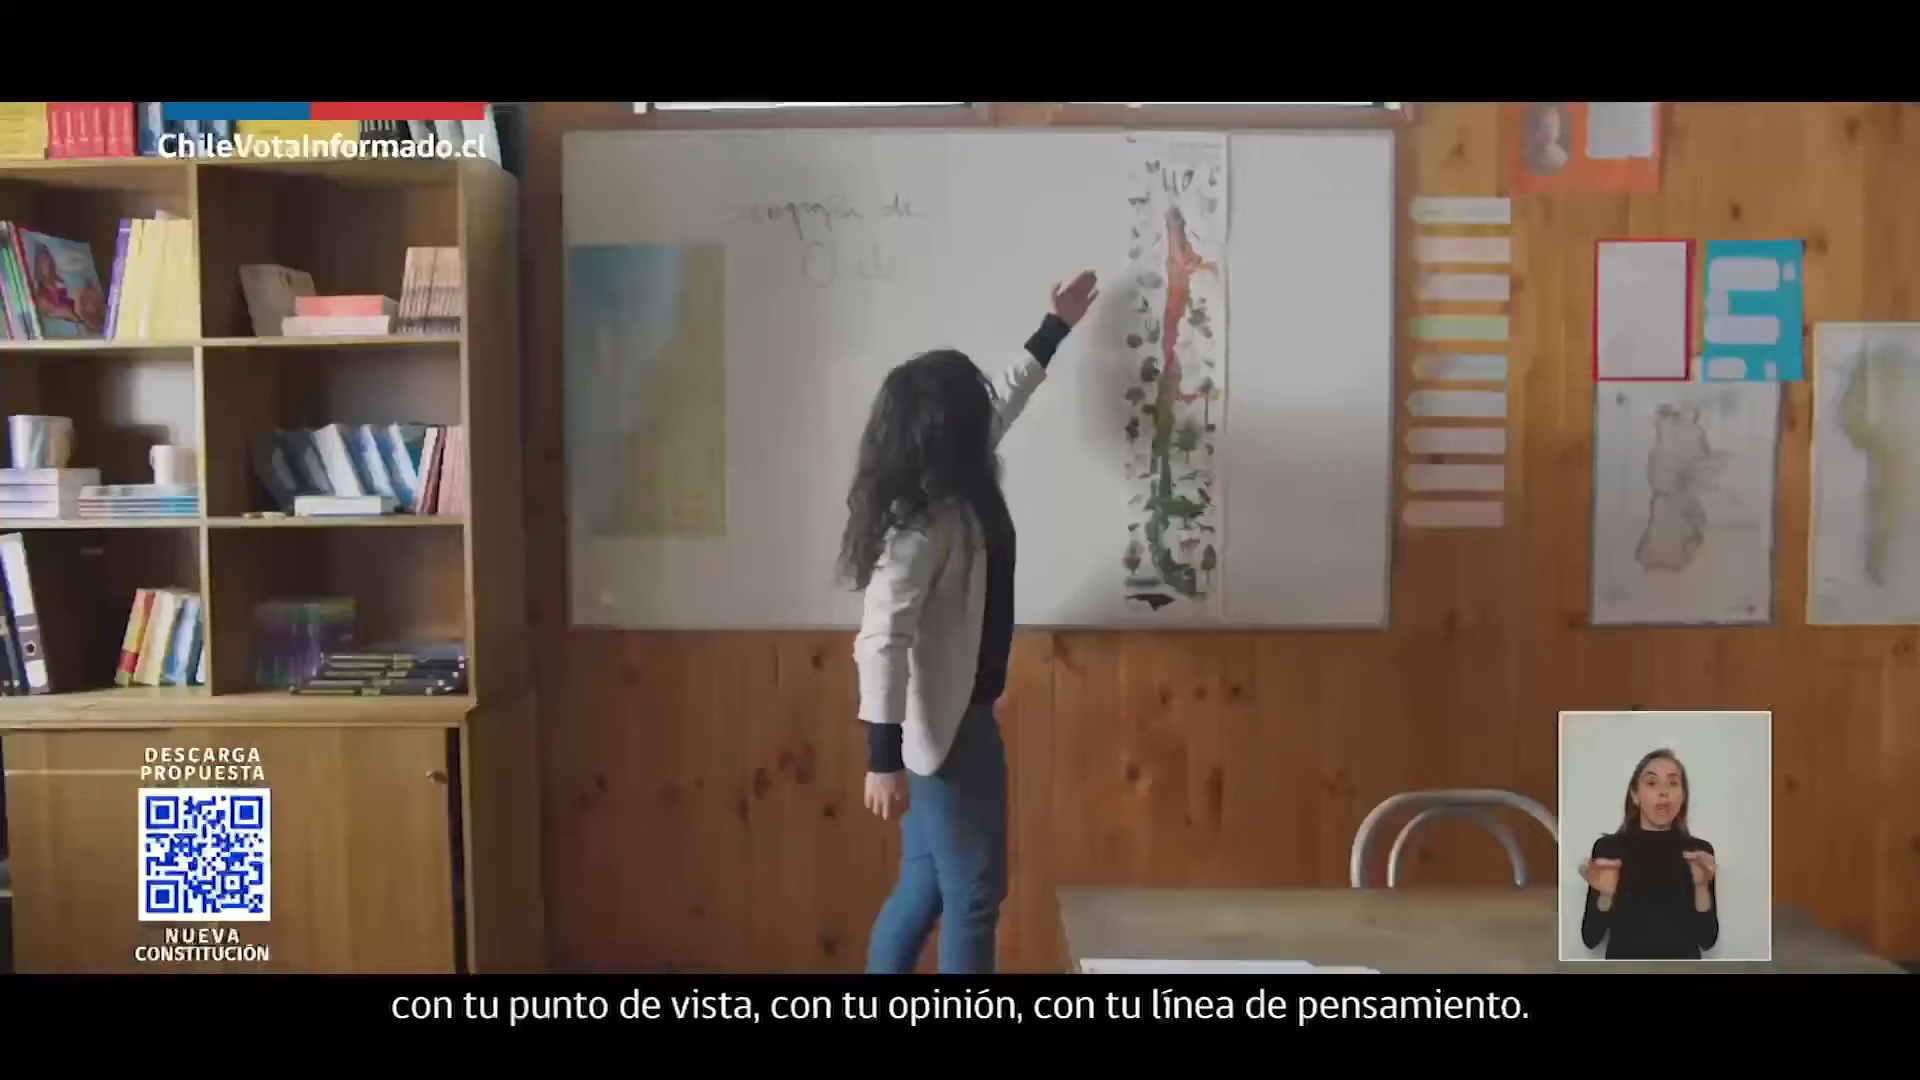 ChileVotaInformado.cl
DESCARGA
PROPUESTA
NUEVA
CONSTITUCIÓN
con tu punto de vista, con tu opinión, con tu línea de pensamiento.